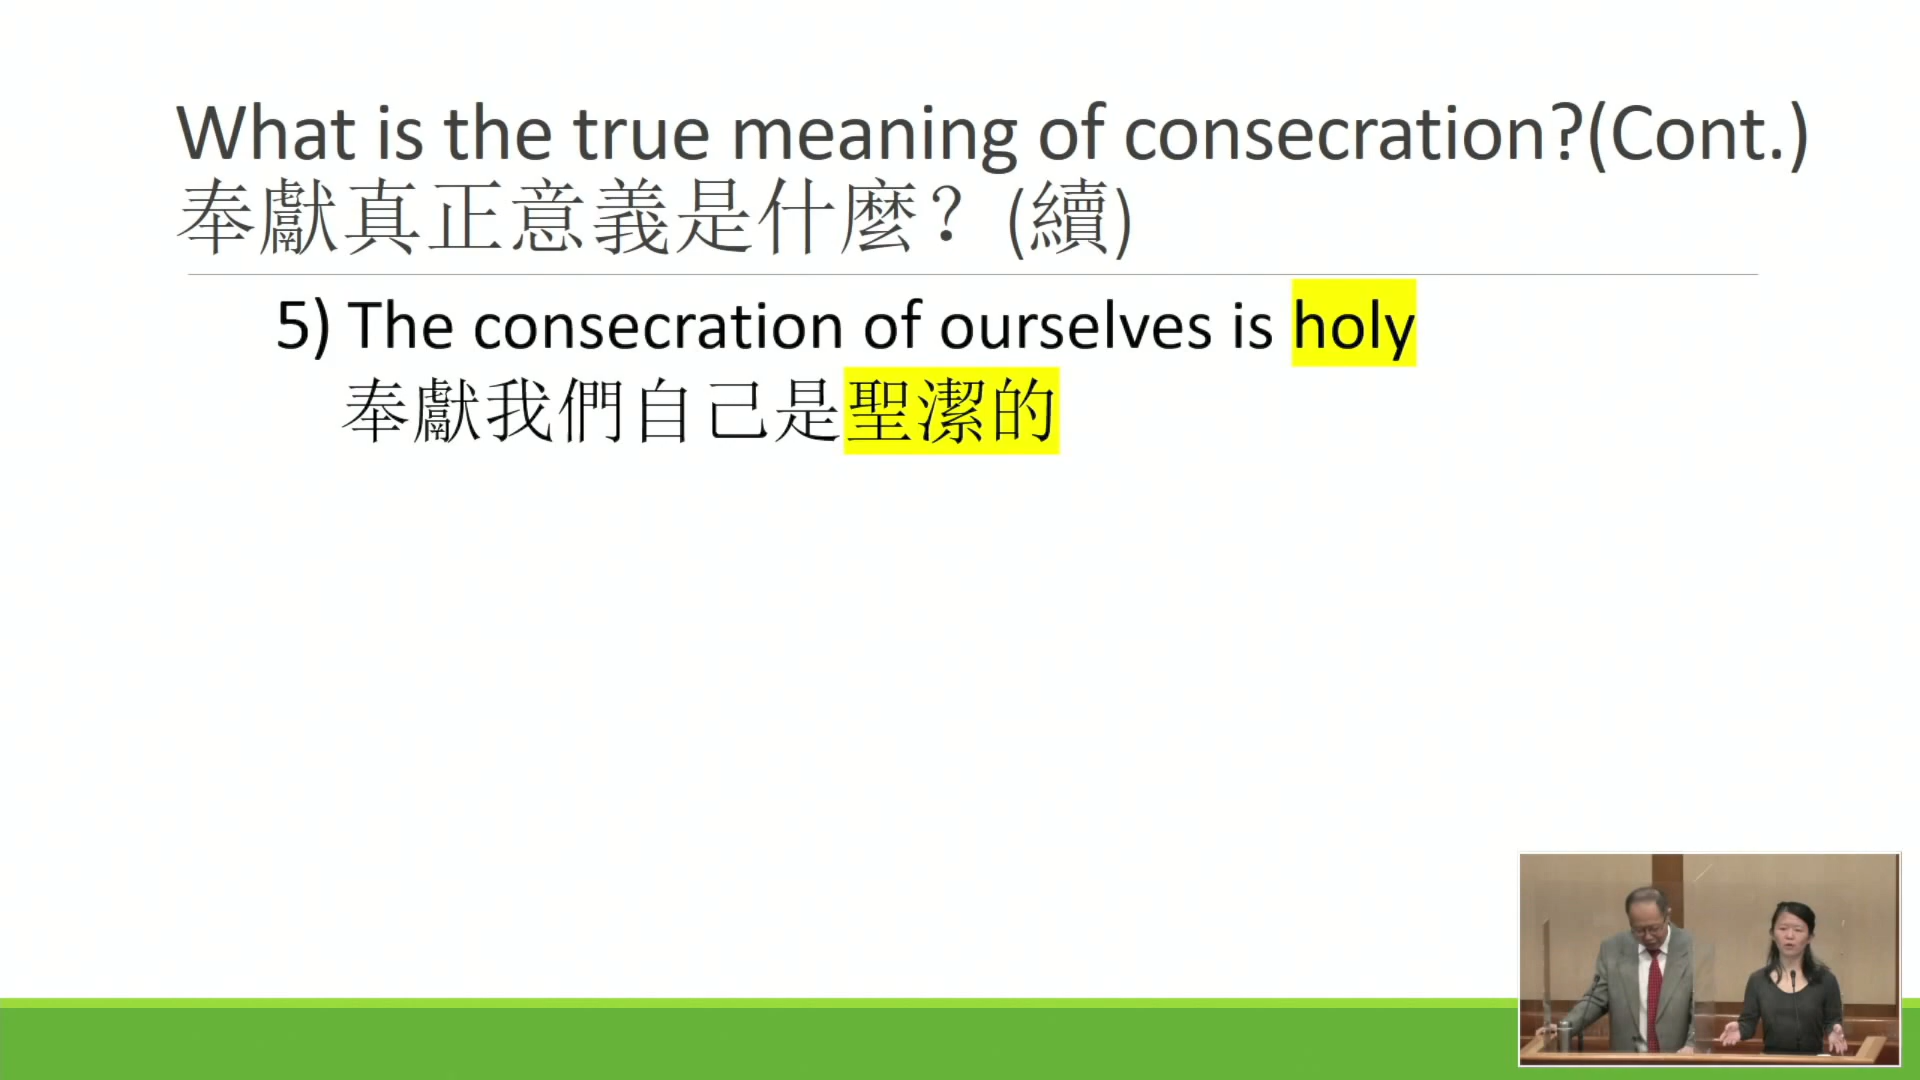 What is the true meaning of consecration?(Cont.)
奉獻真正意義是什麼？ (續)
5) The consecration of ourselves is holy
奉獻我們自己是聖潔的